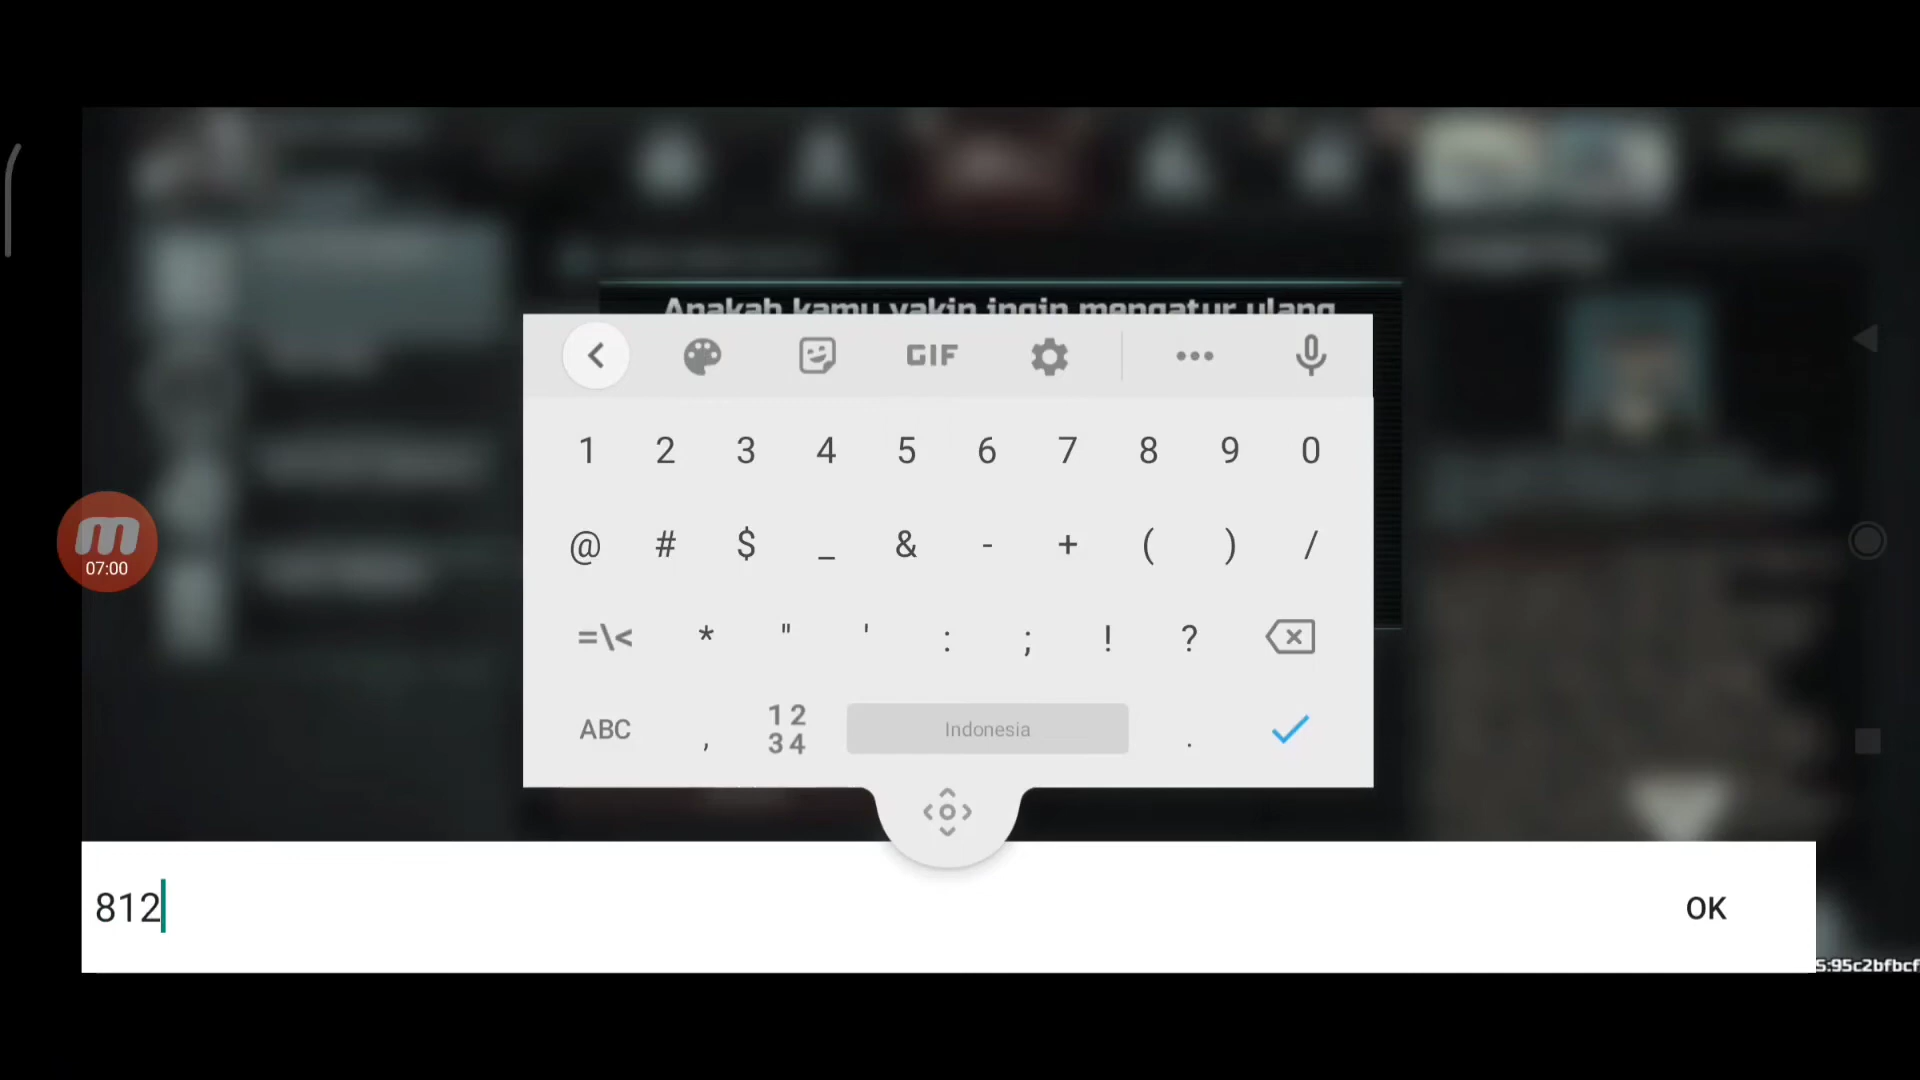 Apakah kamu yakin ingin mengatur ulang
GIF
1 2 3 4 5 6 7 8 9 0
@ # $ _ & - + ( ) /
=\< * " ' : ; ! ?
ABC , 12 34 Indonesia .
07:00
812
OK
5:95c2bfbcf